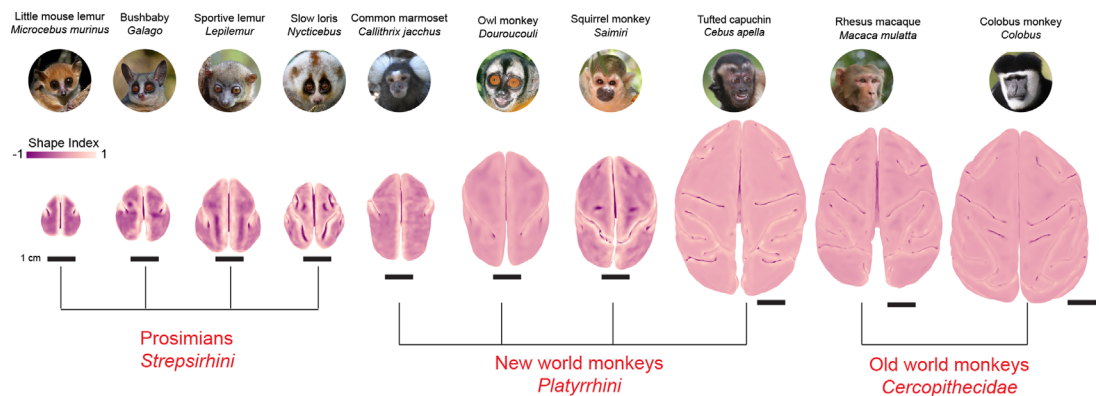 Little mouse lemur
Microcebus murinus
Bushbaby
Galago
Sportive lemur
Lepilemur
Slow loris
Nycticebus
Common marmoset
Callithrix jacchus
Owl monkey
Douroucouli
Squirrel monkey
Saimiri
Tufted capuchin
Cebus apella
Rhesus macaque
Macaca mulatta
Colobus monkey
Colobus
Shape Index
-1 1
1 cm
Prosimians
Strepsirhini
New world monkeys
Platyrrhini
Old world monkeys
Cercopithecidae